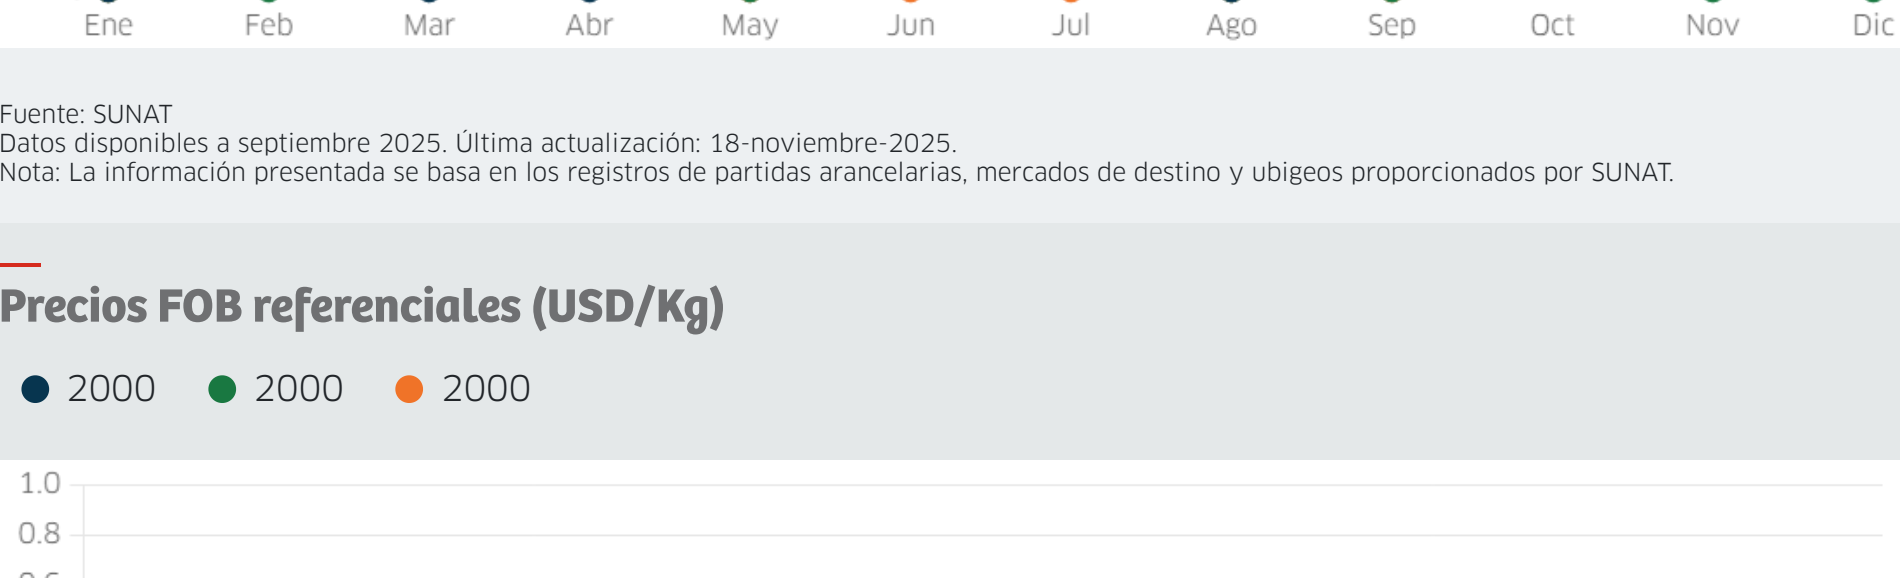 Ene Feb Mar Abr May Jun Jul Ago Sep Oct Nov Dic
Fuente: SUNAT
Datos disponibles a septiembre 2025. Última actualización: 18-noviembre-2025.
Nota: La información presentada se basa en los registros de partidas arancelarias, mercados de destino y ubigeos proporcionados por SUNAT.
Precios FOB referenciales (USD/Kg)
2000 2000 2000
1.0
0.8